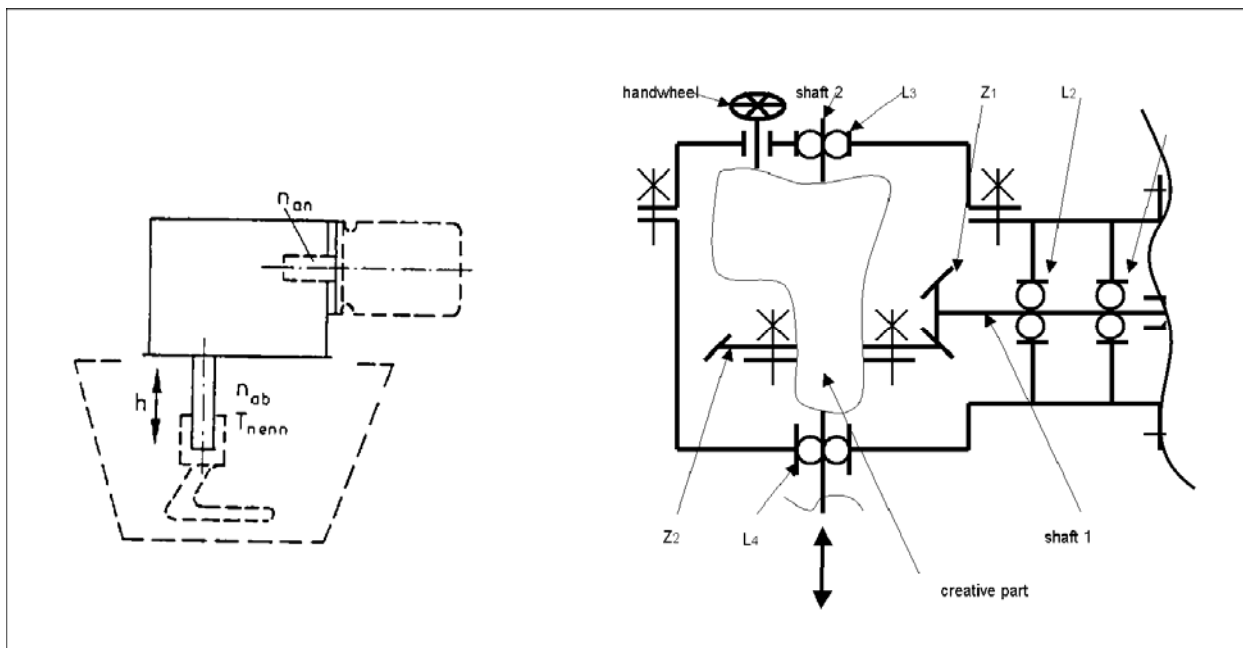 n_an
h
n_ab
T_nenn
handwheel
shaft 2
L3
Z1
L2
Z2
L4
shaft 1
creative part